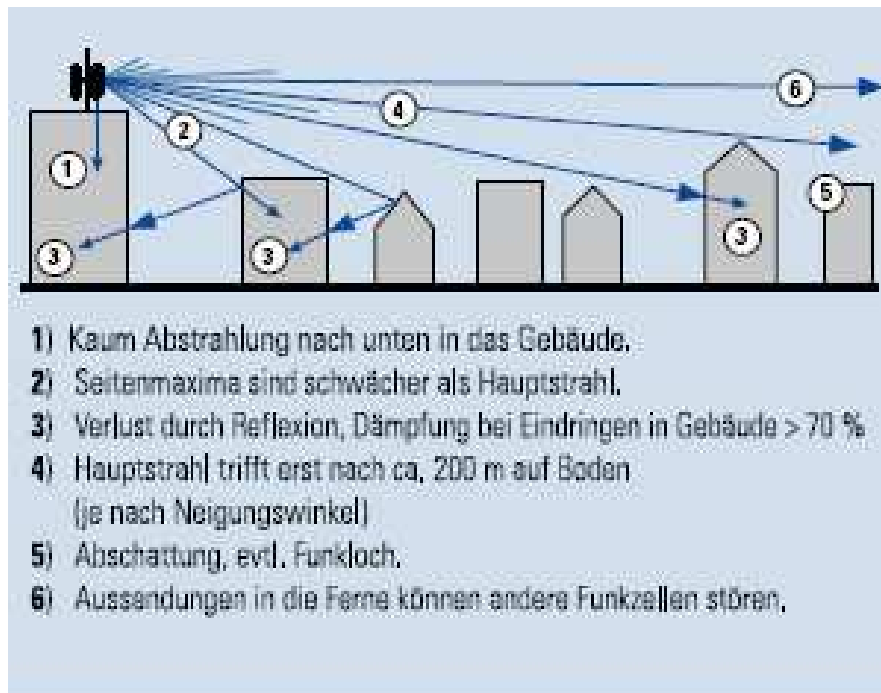 6
4
2
1
5
3
3
3
1) Kaum Abstrahlung nach unten in das Gebäude.
2) Seitenmaxima sind schwächer als Hauptstrahl.
3) Verlust durch Reflexion, Dämpfung bei Eindringen in Gebäude > 70 %
4) Hauptstrahl trifft erst nach ca. 200 m auf Boden
(je nach Neigungswinkel)
5) Abschattung, evtl. Funkloch.
6) Aussendungen in die Ferne können andere Funkzellen stören.